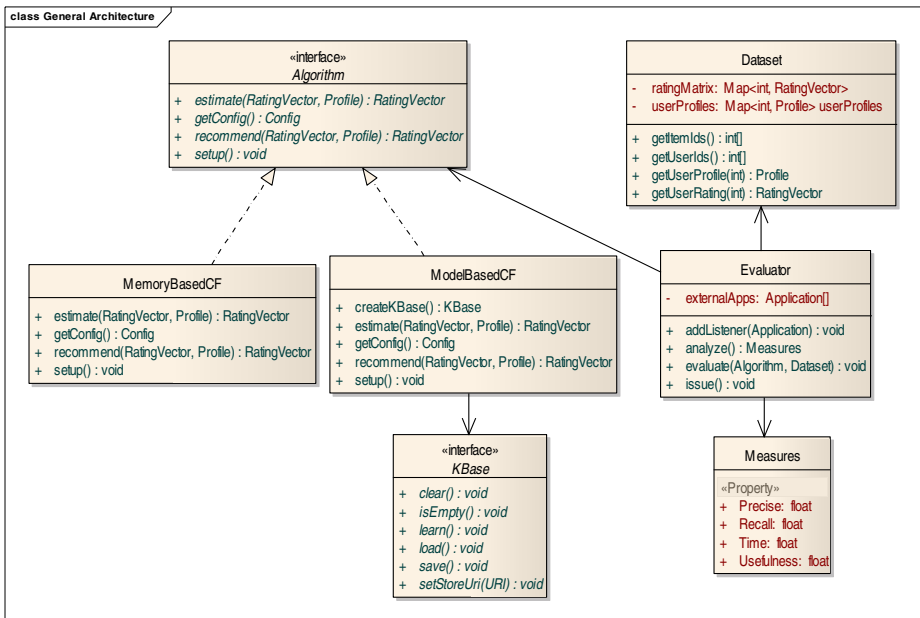 class General Architecture
«interface»
Algorithm
+ estimate(RatingVector, Profile) : RatingVector
+ getConfig() : Config
+ recommend(RatingVector, Profile) : RatingVector
+ setup() : void
Dataset
- ratingMatrix: Map<int, RatingVector>
- userProfiles: Map<int, Profile> userProfiles
+ getItemIds() : int[]
+ getUserIds() : int[]
+ getUserProfile(int) : Profile
+ getUserRating(int) : RatingVector
MemoryBasedCF
+ estimate(RatingVector, Profile) : RatingVector
+ getConfig() : Config
+ recommend(RatingVector, Profile) : RatingVector
+ setup() : void
ModelBasedCF
+ createKBase() : KBase
+ estimate(RatingVector, Profile) : RatingVector
+ getConfig() : Config
+ recommend(RatingVector, Profile) : RatingVector
+ setup() : void
Evaluator
- externalApps: Application[]
+ addListener(Application) : void
+ analyze() : Measures
+ evaluate(Algorithm, Dataset) : void
+ issue() : void
«interface»
KBase
+ clear() : void
+ isEmpty() : void
+ learn() : void
+ load() : void
+ save() : void
+ setStoreUri(URI) : void
Measures
«Property»
+ Precise: float
+ Recall: float
+ Time: float
+ Usefulness: float